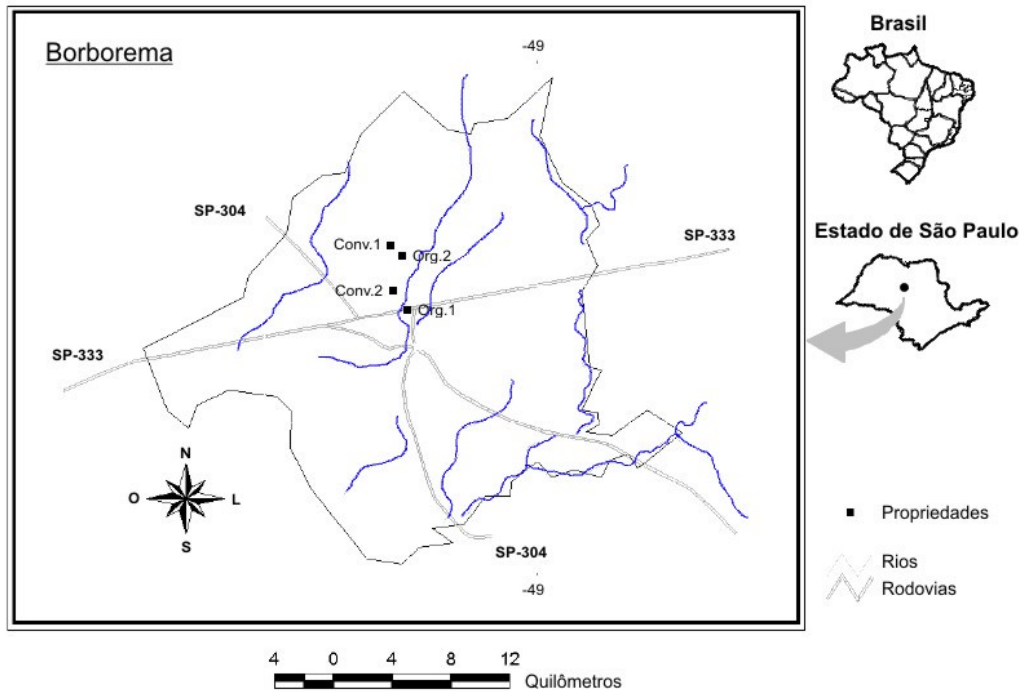 Borborema
-49
Brasil
SP-304
Estado de São Paulo
SP-333
Conv.1
Org.2
Conv.2
Org.1
SP-333
N
O
L
S
SP-304
-49
Propriedades
Rios
Rodovias
4 0 4 8 12
Quilômetros